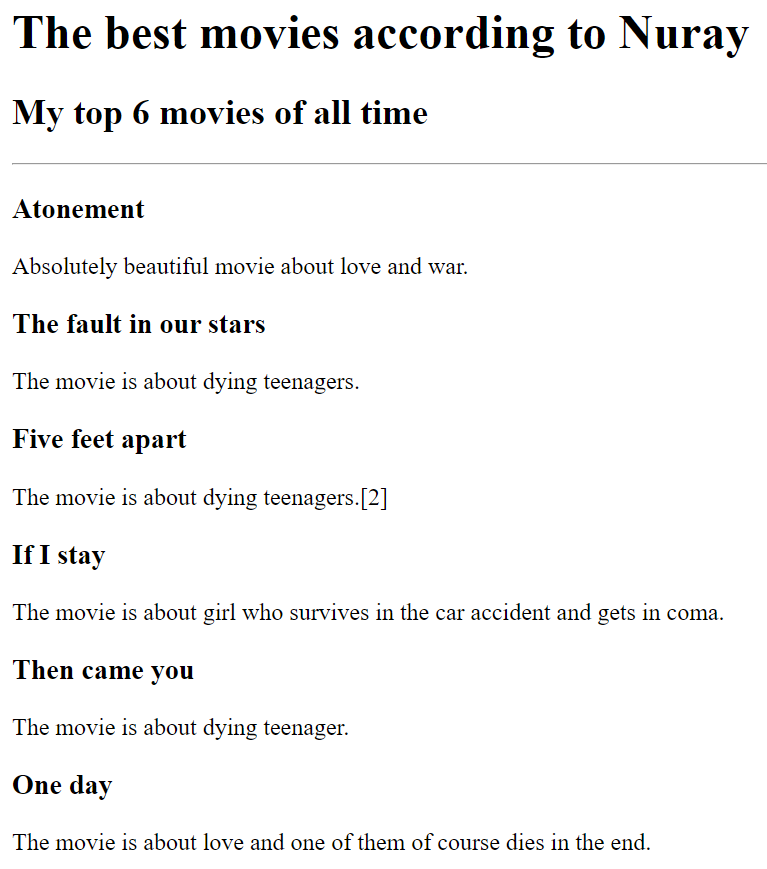 The best movies according to Nuray
My top 6 movies of all time
Atonement
Absolutely beautiful movie about love and war.
The fault in our stars
The movie is about dying teenagers.
Five feet apart
The movie is about dying teenagers.[2]
If I stay
The movie is about girl who survives in the car accident and gets in coma.
Then came you
The movie is about dying teenager.
One day
The movie is about love and one of them of course dies in the end.